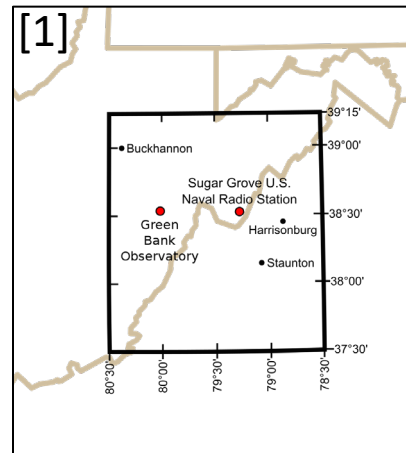 [1]
39°15'
39°00'
Buckhannon
Sugar Grove U.S.
Naval Radio Station
38°30'
Green
Bank
Observatory
Harrisonburg
Staunton
38°00'
37°30'
80°30'
80°00'
79°30'
79°00'
78°30'